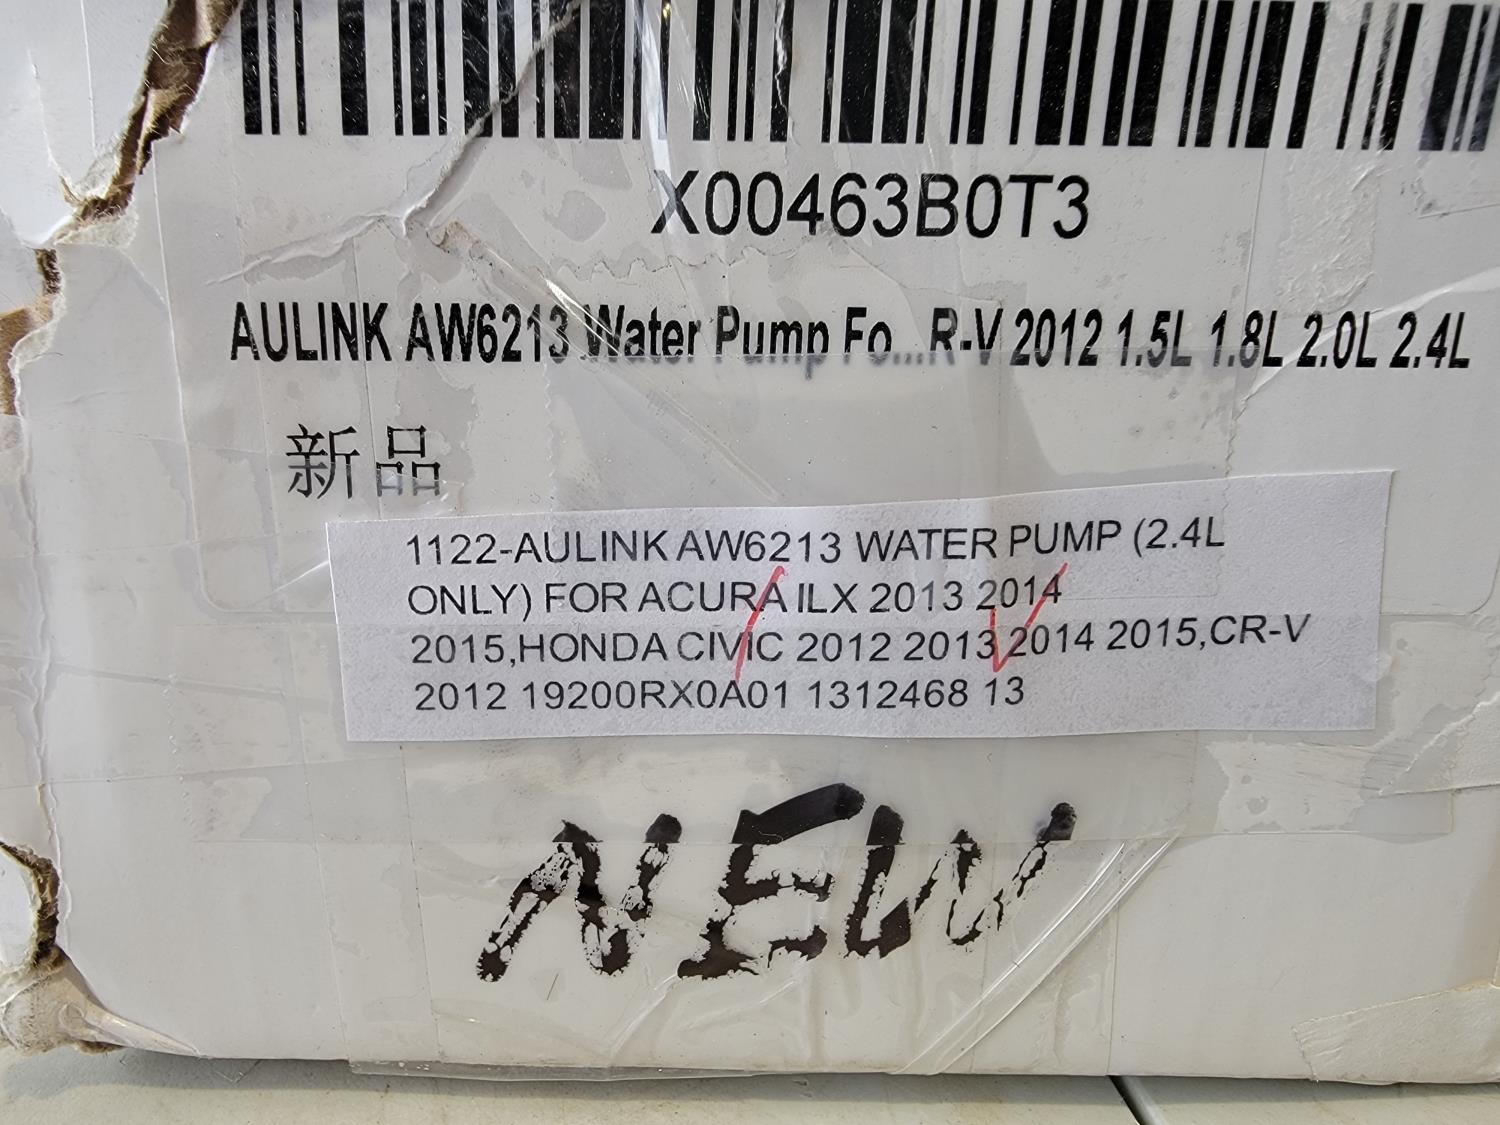 X00463B0T3
AULINK AW6213 Water Pump Fo...R-V 2012 1.5L 1.8L 2.0L 2.4L
新品
1122-AULINK AW6213 WATER PUMP (2.4L
ONLY) FOR ACURA ILX 2013 2014
2015,HONDA CIVIC 2012 2013 2014 2015,CR-V
2012 19200RX0A01 1312468 13
NEW